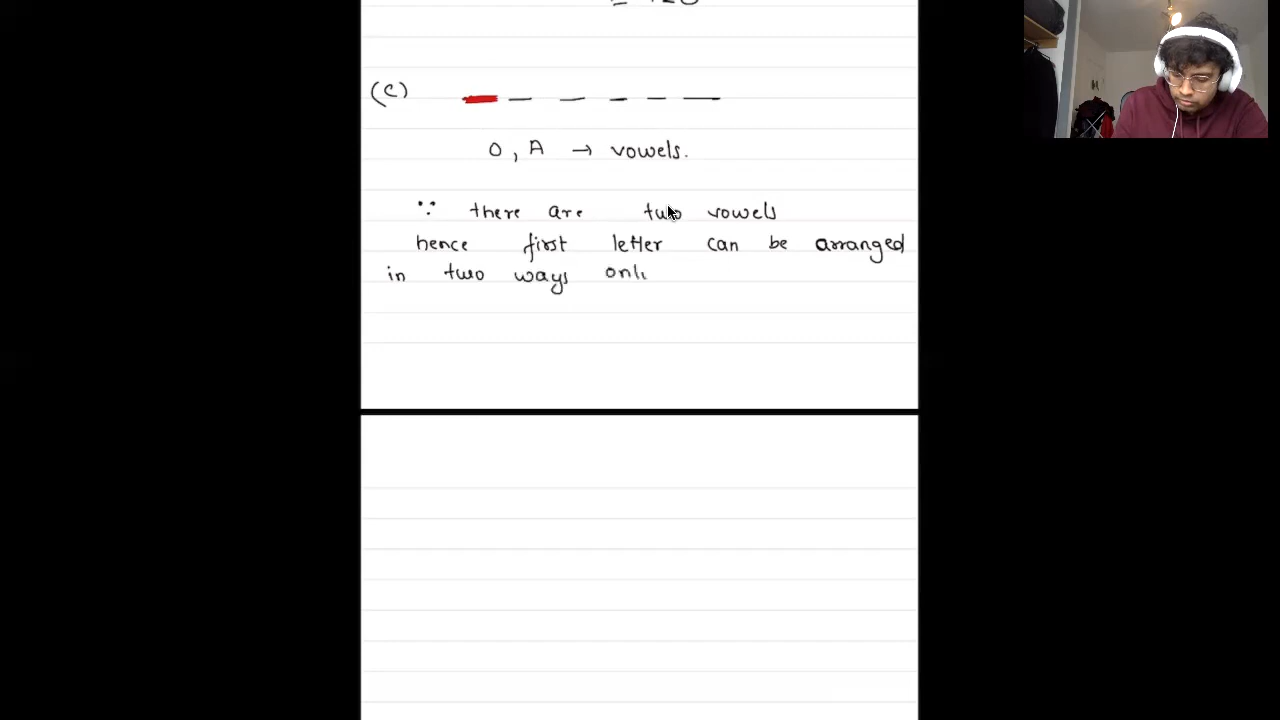 (c)
O, A → vowels.
∵ there are two vowels
hence first letter can be arranged
in two ways onl